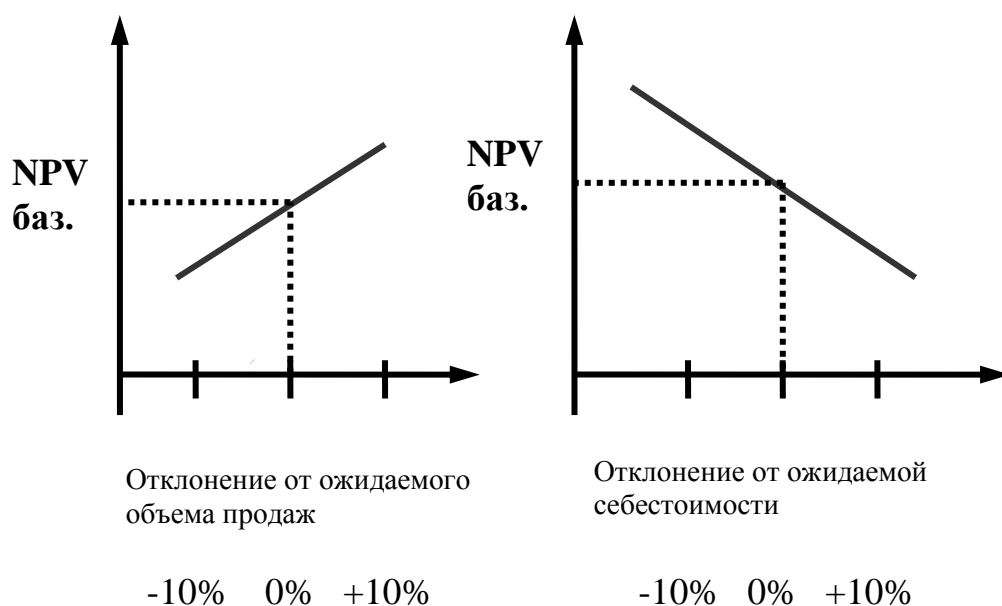 NPV
баз.
NPV
баз.
Отклонение от ожидаемого
объема продаж
Отклонение от ожидаемой
себестоимости
-10% 0% +10%
-10% 0% +10%